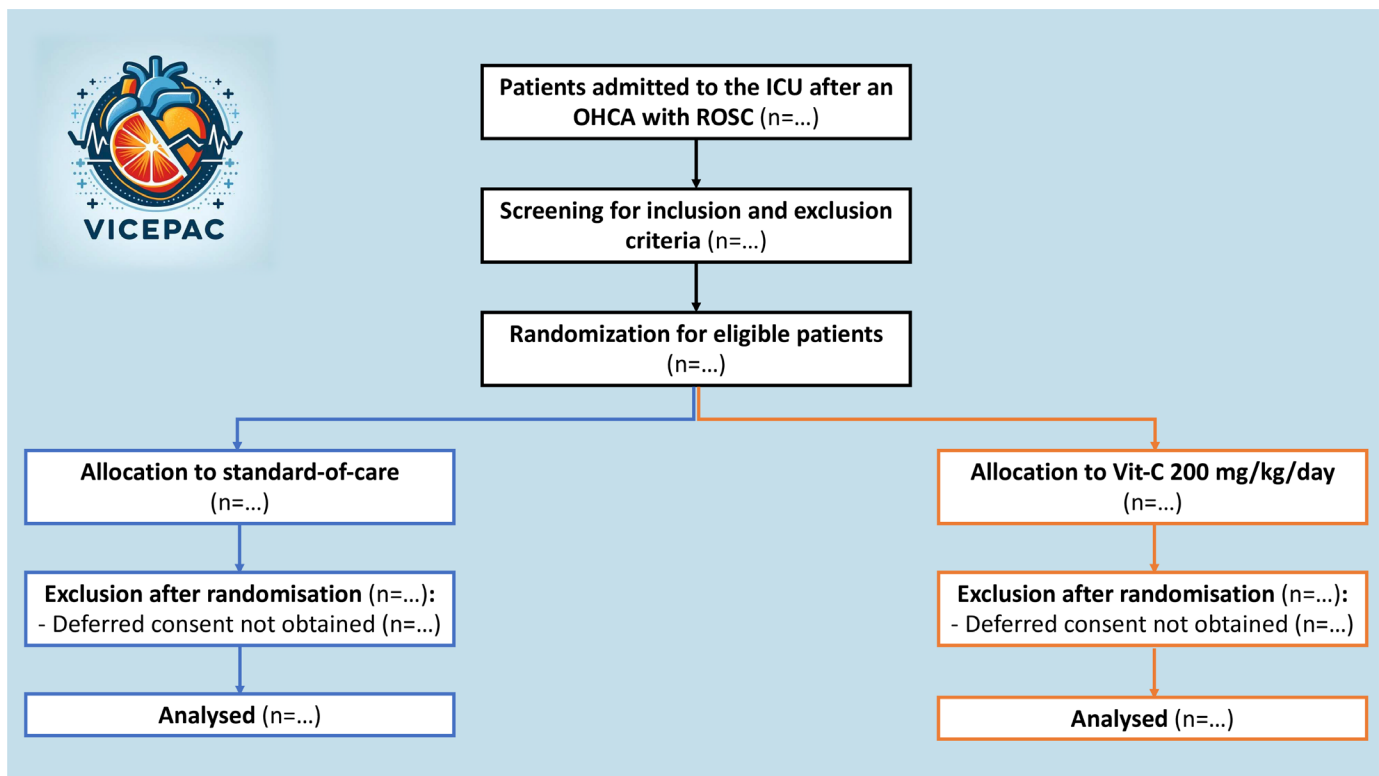 VICEPAC
Patients admitted to the ICU after an
OHCA with ROSC (n=...)
Screening for inclusion and exclusion
criteria (n=...)
Randomization for eligible patients
(n=...)
Allocation to standard-of-care
(n=...)
Exclusion after randomisation (n=...):
- Deferred consent not obtained (n=...)
Analysed (n=...)
Allocation to Vit-C 200 mg/kg/day
(n=...)
Exclusion after randomisation (n=...):
- Deferred consent not obtained (n=...)
Analysed (n=...)